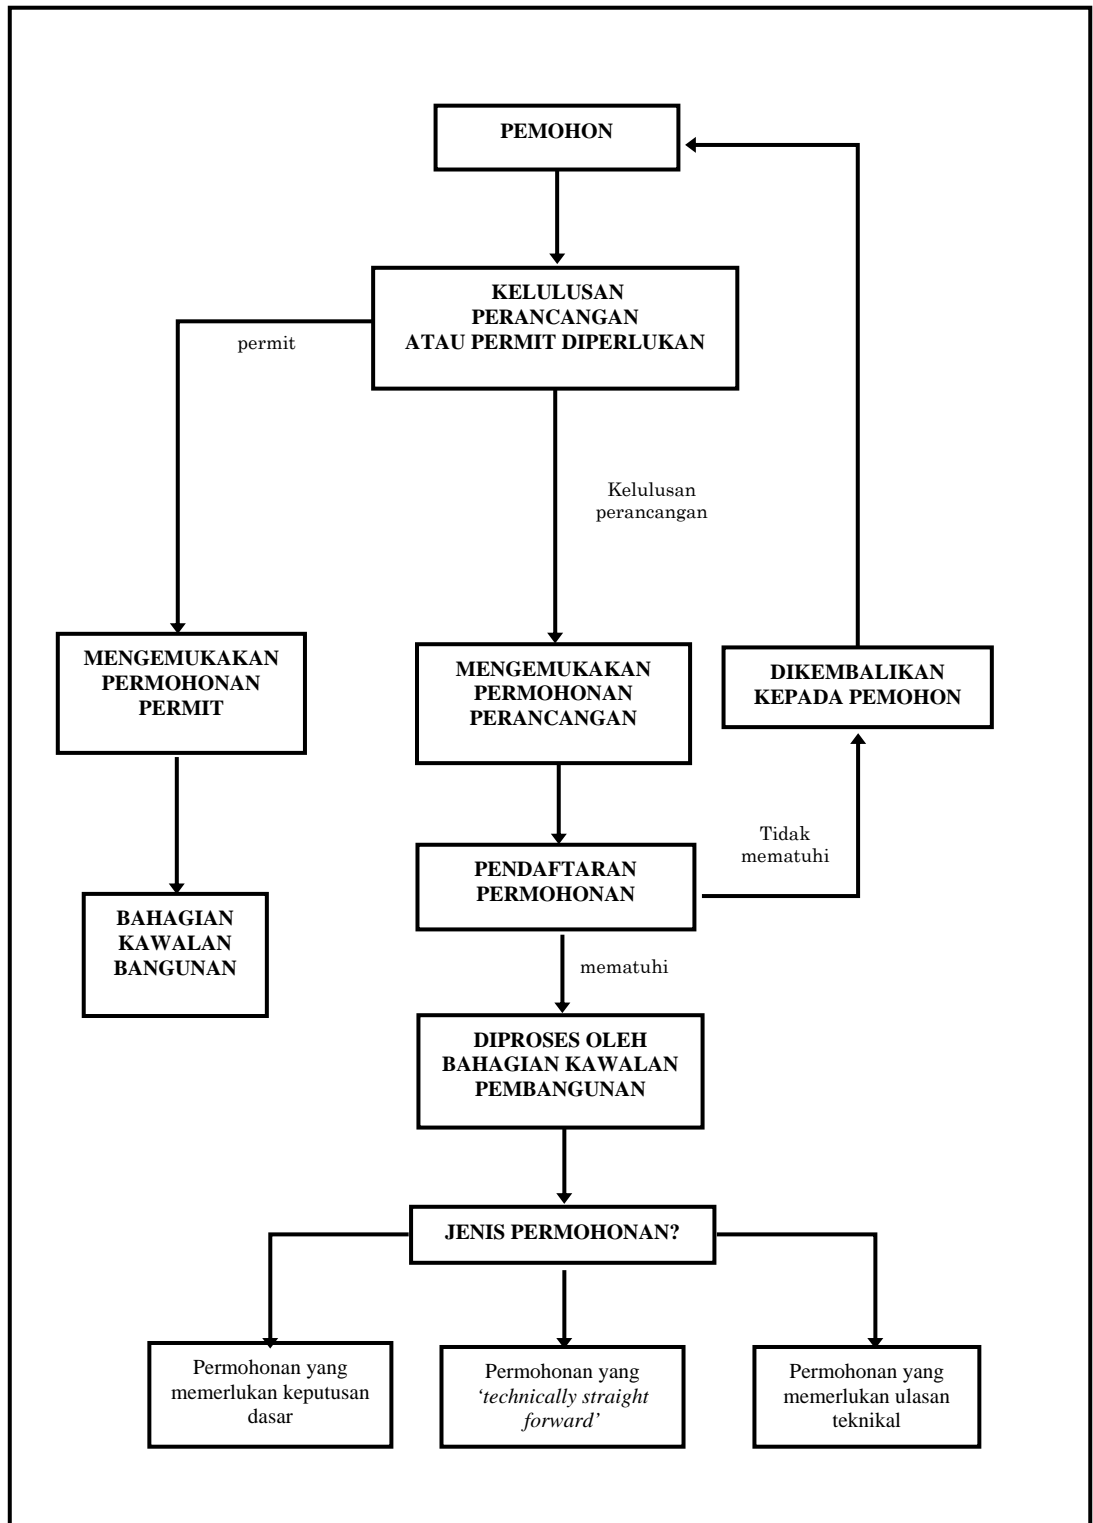 PEMOHON
KELULUSAN
PERANCANGAN
ATAU PERMIT DIPERLUKAN
permit
Kelulusan
perancangan
MENGEMUKAKAN
PERMOHONAN
PERMIT
MENGEMUKAKAN
PERMOHONAN
PERANCANGAN
DIKEMBALIKAN
KEPADA PEMOHON
Tidak
mematuhi
PENDAFTARAN
PERMOHONAN
BAHAGIAN
KAWALAN
BANGUNAN
mematuhi
DIPROSES OLEH
BAHAGIAN KAWALAN
PEMBANGUNAN
JENIS PERMOHONAN?
Permohonan yang
memerlukan keputusan
dasar
Permohonan yang
‘technically straight
forward’
Permohonan yang
memerlukan ulasan
teknikal